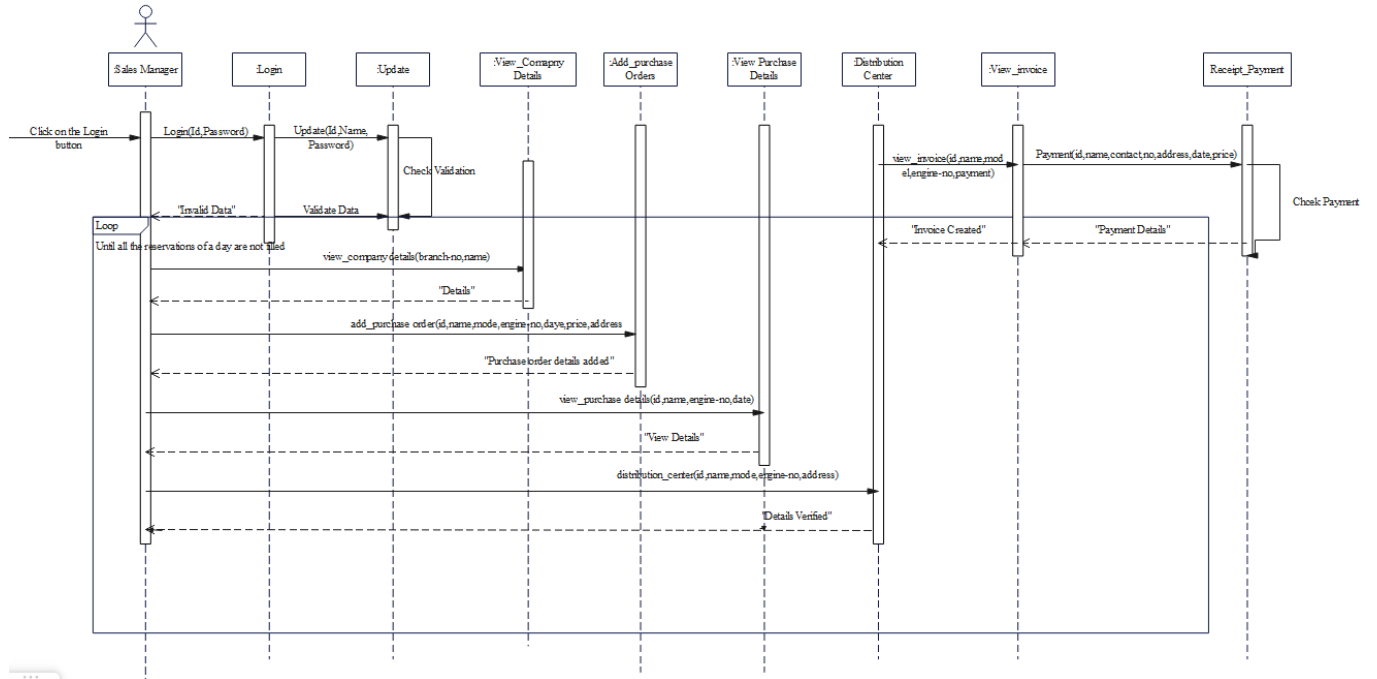 :Sales Manager
:Login
:Update
:View_Comapny
Details
:Add_purchase
Orders
:View Purchase
Details
:Distribution
Center
:View_invoice
Receipt_Payment
Click on the Login
button
Login(Id,Password)
Update(Id,Name,
Password)
Check Validation
view_invoice(id,name,mod
el,engine-no,payment)
Payment(id,name,contact,no,address,date,price)
Check Payment
"Invalid Data"
Validate Data
Loop
Until all the reservations of a day are not filled
"Invoice Created"
"Payment Details"
view_company details(branch-no,name)
"Details"
add_purchase order(id,name,mode,engine-no,daye,price,address
"Purchase order details added"
view_purchase details(id,name,engine-no,date)
"View Details"
distribution_center(id,name,mode,engine-no,address)
"Details Verified"